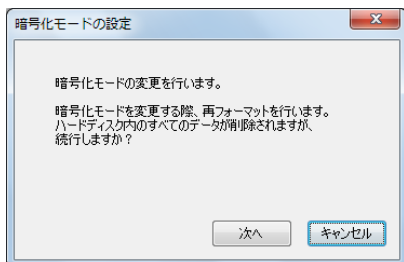 暗号化モードの設定
暗号化モードの変更を行います。
暗号化モードを変更する際、再フォーマットを行います。
ハードディスク内のすべてのデータが削除されますが、
続行しますか？
次へ
キャンセル